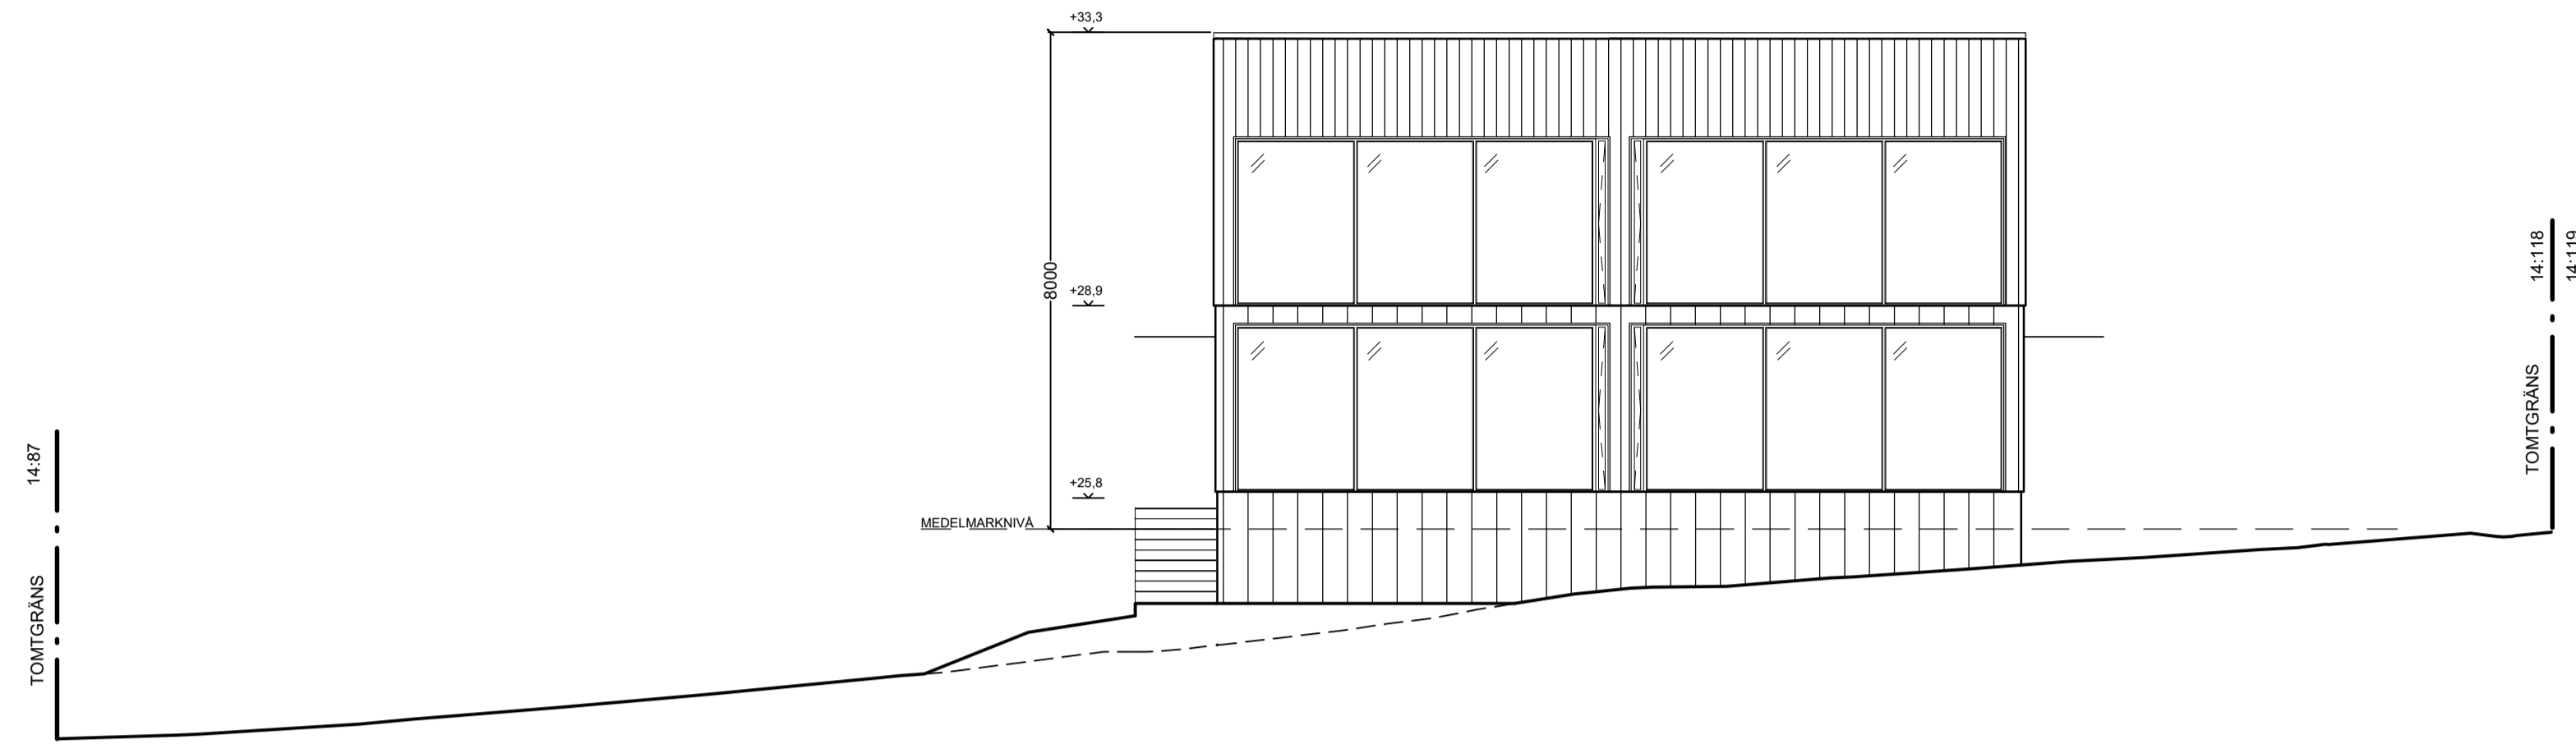 +33,3
8000
+28,9
+25,8
MEDELMARKNIVÅ
14:87
TOMTGRÄNS
14:118
14:119
TOMTGRÄNS